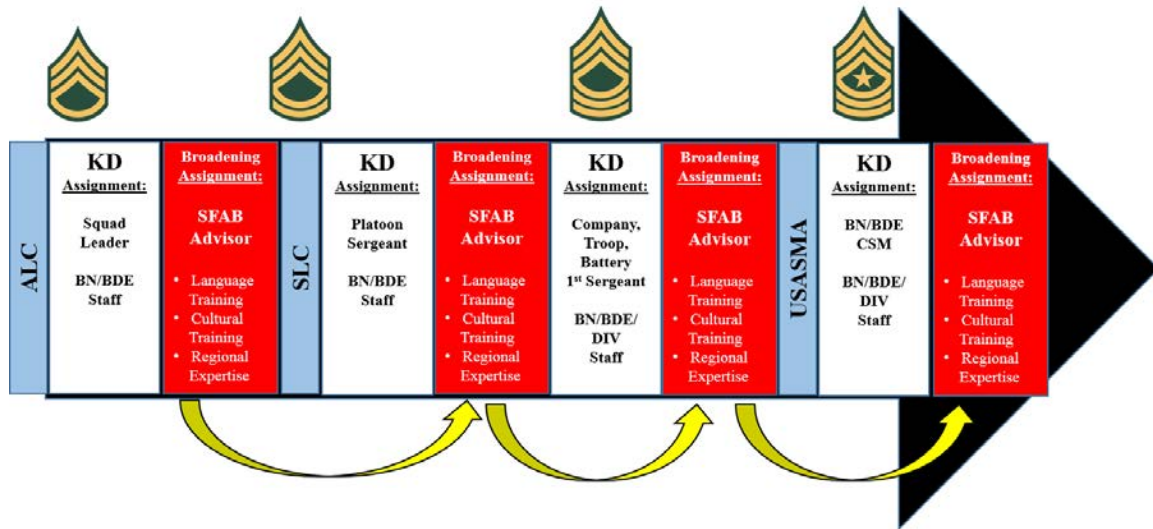 ALC
KD
Assignment:
Squad
Leader
BN/BDE
Staff
Broadening
Assignment:
SFAB
Advisor
• Language
Training
• Cultural
Training
• Regional
Expertise
SLC
KD
Assignment:
Platoon
Sergeant
BN/BDE
Staff
Broadening
Assignment:
SFAB
Advisor
• Language
Training
• Cultural
Training
• Regional
Expertise
KD
Assignment:
Company,
Troop,
Battery
1st Sergeant
BN/BDE/
DIV
Staff
Broadening
Assignment:
SFAB
Advisor
• Language
Training
• Cultural
Training
• Regional
Expertise
USASMA
KD
Assignment:
BN/BDE
CSM
BN/BDE/
DIV
Staff
Broadening
Assignment:
SFAB
Advisor
• Language
Training
• Cultural
Training
• Regional
Expertise